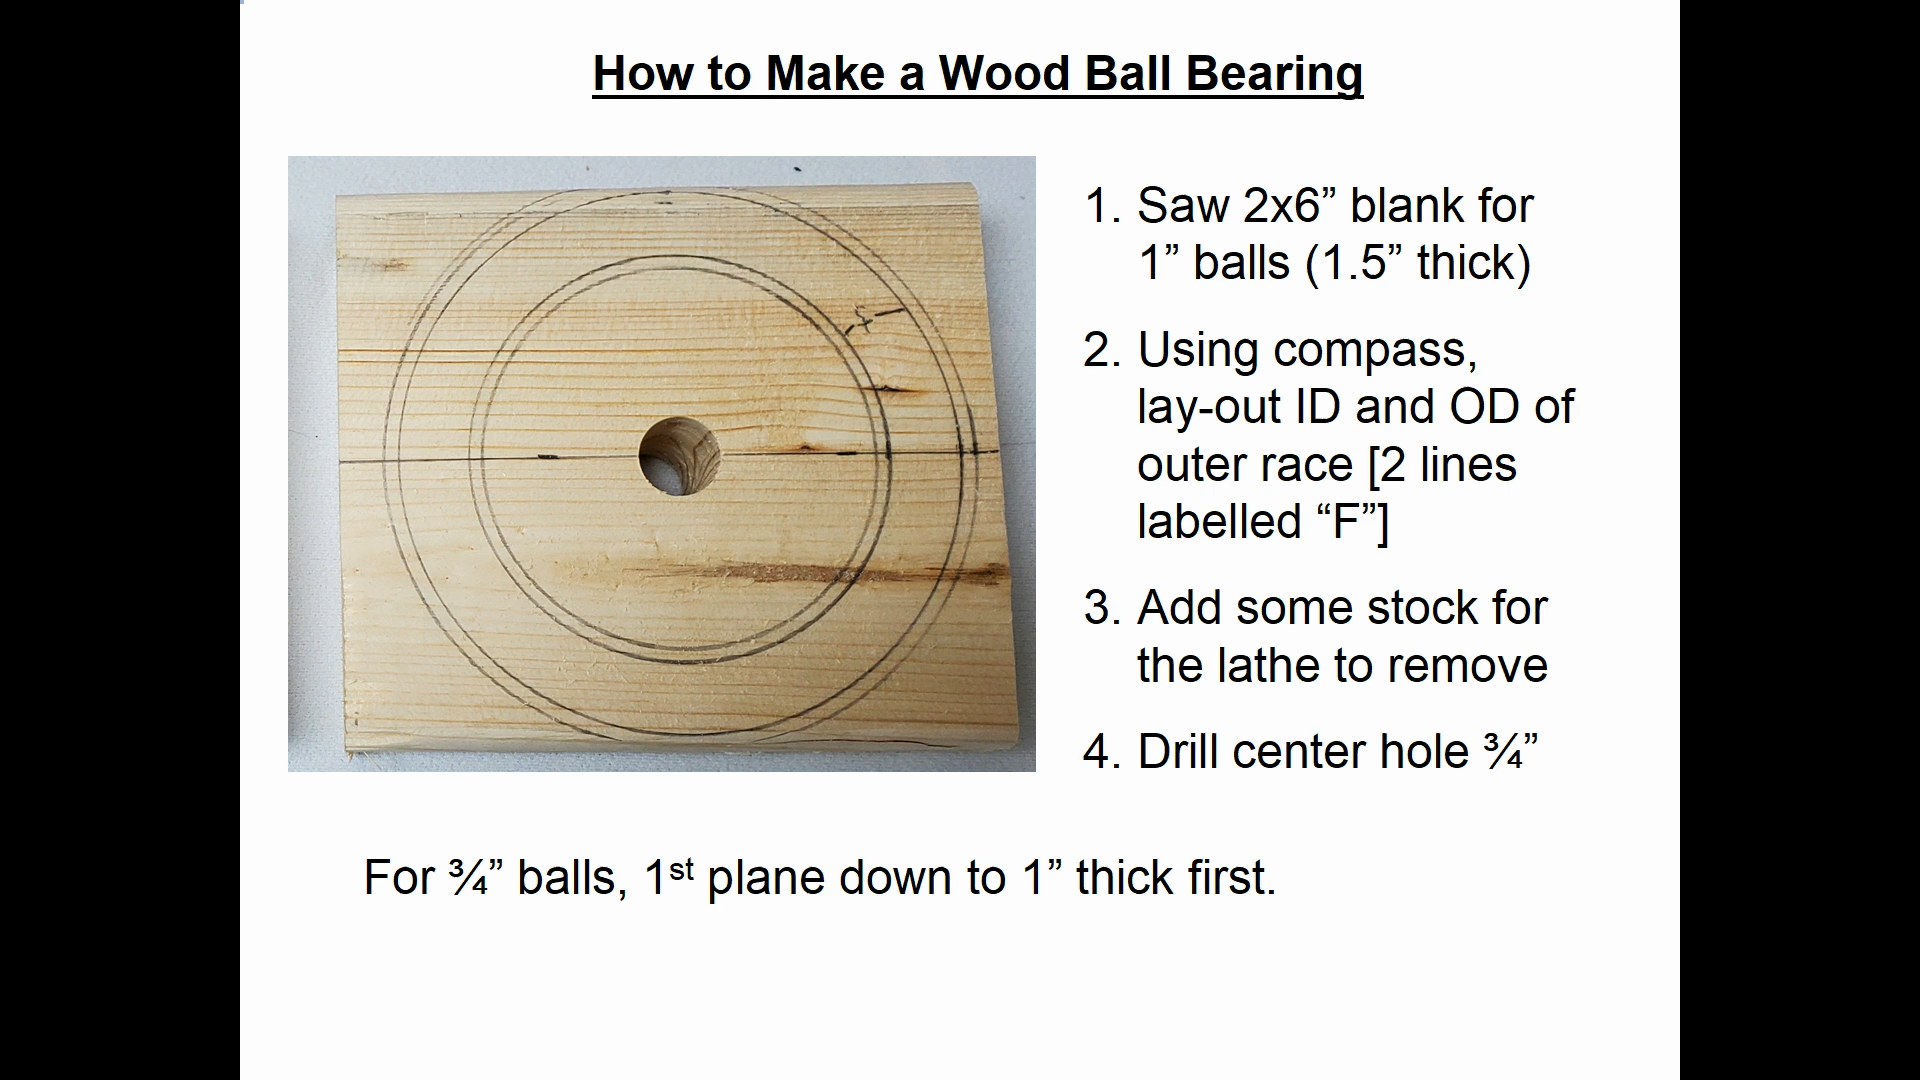 How to Make a Wood Ball Bearing
1. Saw 2x6” blank for
1” balls (1.5” thick)
2. Using compass,
lay-out ID and OD of
outer race [2 lines
labelled “F”]
3. Add some stock for
the lathe to remove
4. Drill center hole ¾”
For ¾” balls, 1st plane down to 1” thick first.